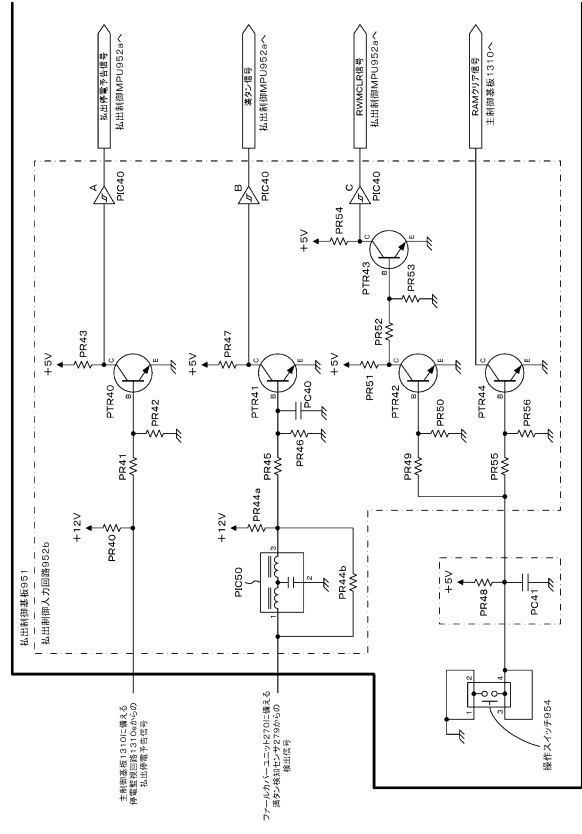 払出制御基板951
払出制御入力回路952b
主制御基板1310に備える
停電監視回路1310eからの
払出停電予告信号
+12V
PR40
PR41
PR42
PTR40
B
C
E
+5V
PR43
A
PIC40
払出停電予告信号
払出制御MPU952aへ
ファールカバーユニット270に備える
満タン検知センサ279からの
検出信号
PIC50
1
2
3
PR44b
+12V
PR44a
PR45
PR46
PC40
PTR41
B
C
E
+5V
PR47
B
PIC40
満タン信号
払出制御MPU952aへ
PR49
PR50
PTR42
B
C
E
+5V
PR51
PR52
PR53
PTR43
B
C
E
+5V
PR54
C
PIC40
RWMCLR信号
払出制御MPU952aへ
操作スイッチ954
1
2
3
4
+5V
PR48
PC41
PR55
PR56
PTR44
B
C
E
RAMクリア信号
主制御基板1310へ